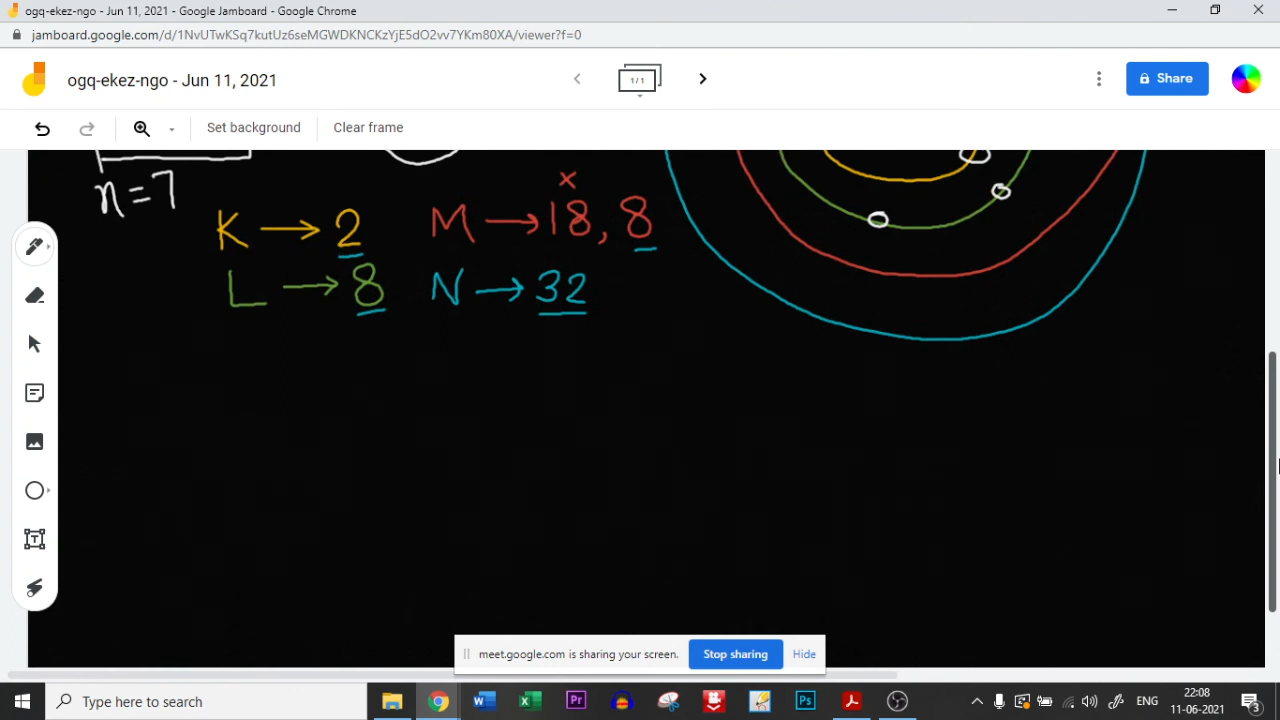 ogq-ekez-ngo - Jun 11, 2021 - Google Jamboard - Google Chrome
jamboard.google.com/d/1NvUTwKSq7kutUz6seMGWDKNCKzYjE5dO2vv7YKm80XA/viewer?f=0
ogq-ekez-ngo - Jun 11, 2021
1/1
Share
Set background
Clear frame
n=7
x
K → 2
M → 18, 8
L → 8
N → 32
meet.google.com is sharing your screen.
Stop sharing
Hide
Type here to search
ENG
22:08
11-06-2021
3